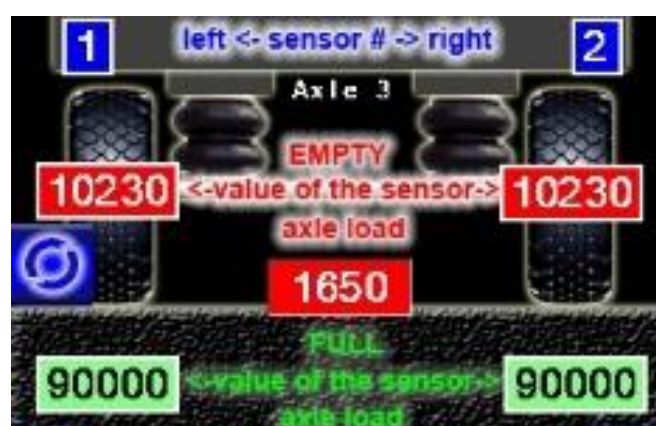 1 left <- sensor # -> right 2
Axle 3
EMPTY
10230 <-value of the sensor-> 10230
axle load
1650
PULL
90000 <-value of the sensor-> 90000
axle load